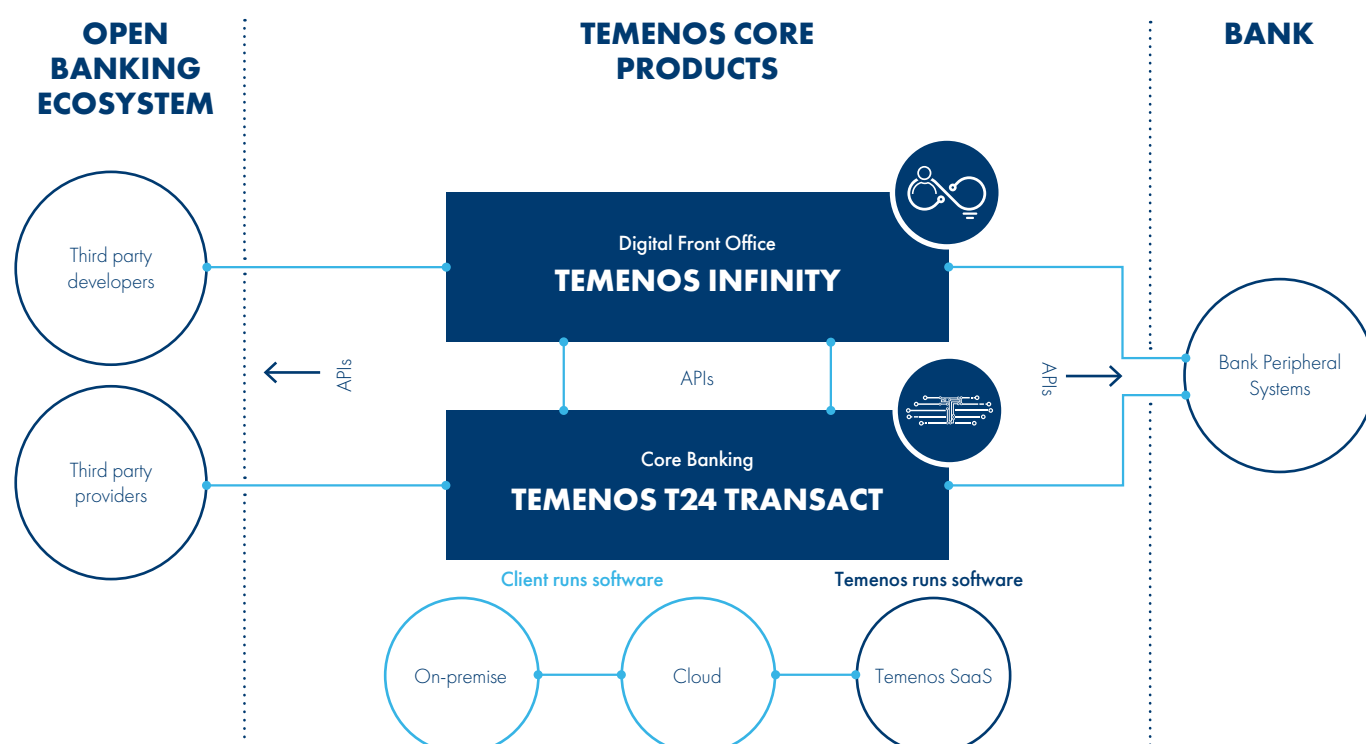 OPEN
BANKING
ECOSYSTEM
TEMENOS CORE
PRODUCTS
BANK
Third party
developers
Digital Front Office
TEMENOS INFINITY
APIs
APIs
APIs
Bank Peripheral
Systems
Third party
providers
Core Banking
TEMENOS T24 TRANSACT
Client runs software
Temenos runs software
On-premise
Cloud
Temenos SaaS